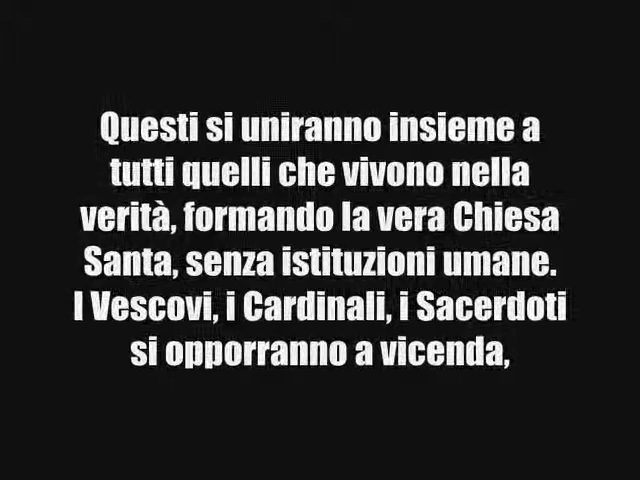 Questi si uniranno insieme a
tutti quelli che vivono nella
verità, formando la vera Chiesa
Santa, senza istituzioni umane.
I Vescovi, i Cardinali, i Sacerdoti
si opporranno a vicenda,